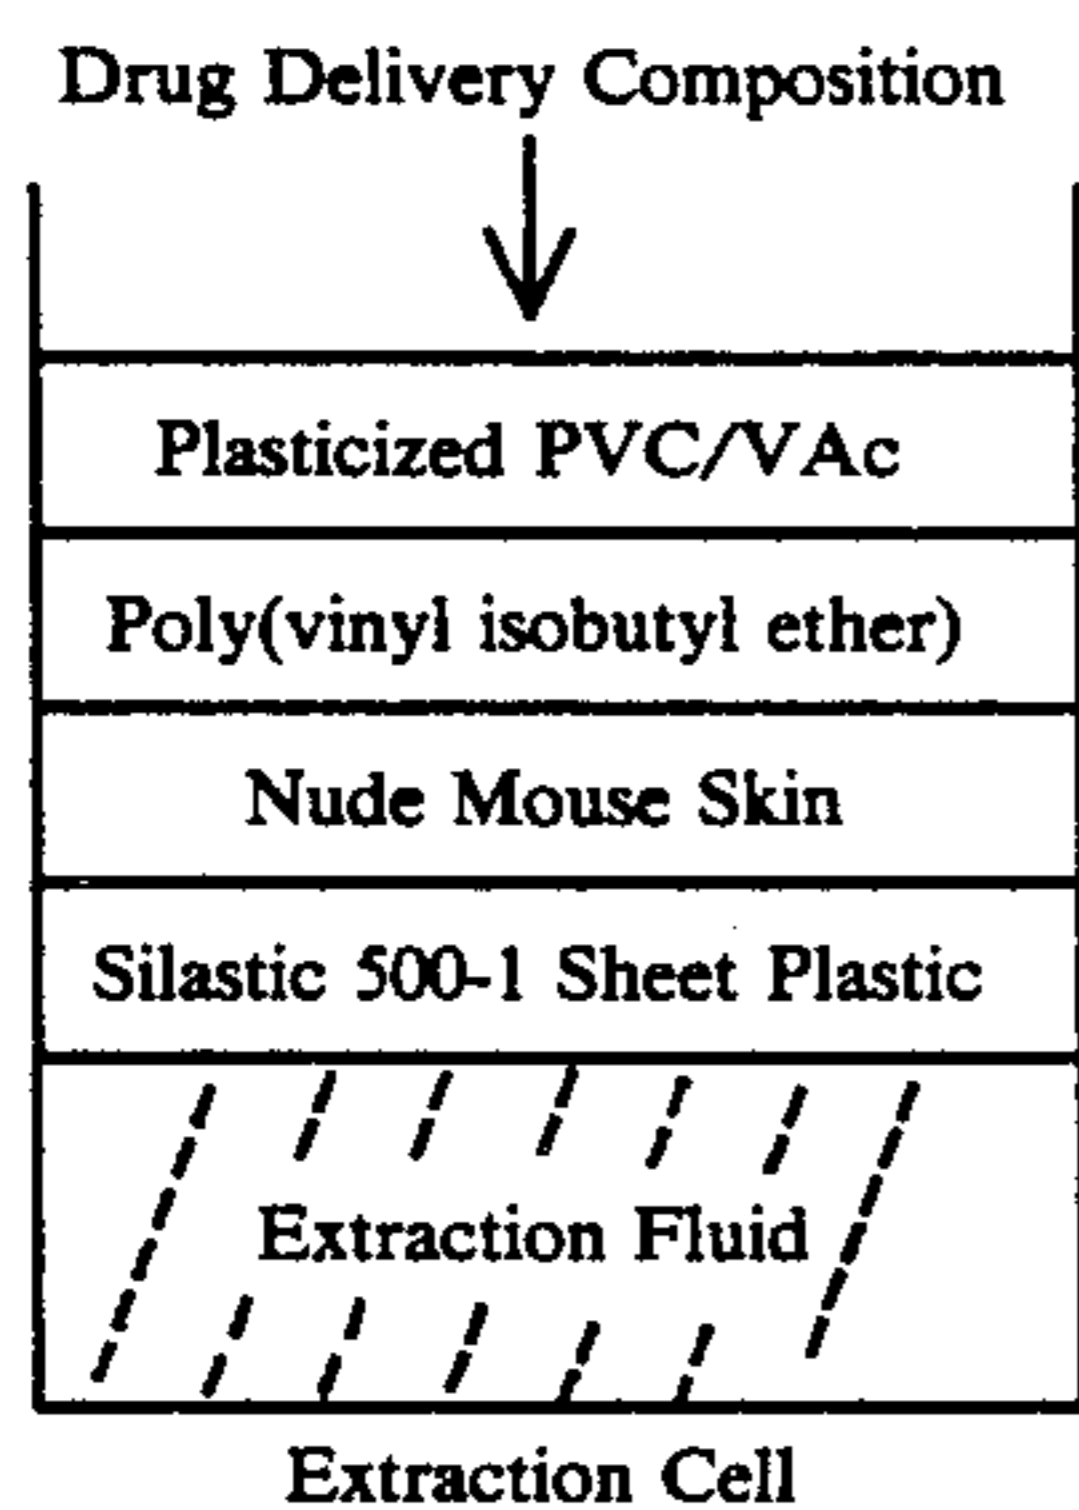 Drug Delivery Composition
Plasticized PVC/VAc
Poly(vinyl isobutyl ether)
Nude Mouse Skin
Silastic 500-1 Sheet Plastic
Extraction Fluid
Extraction Cell